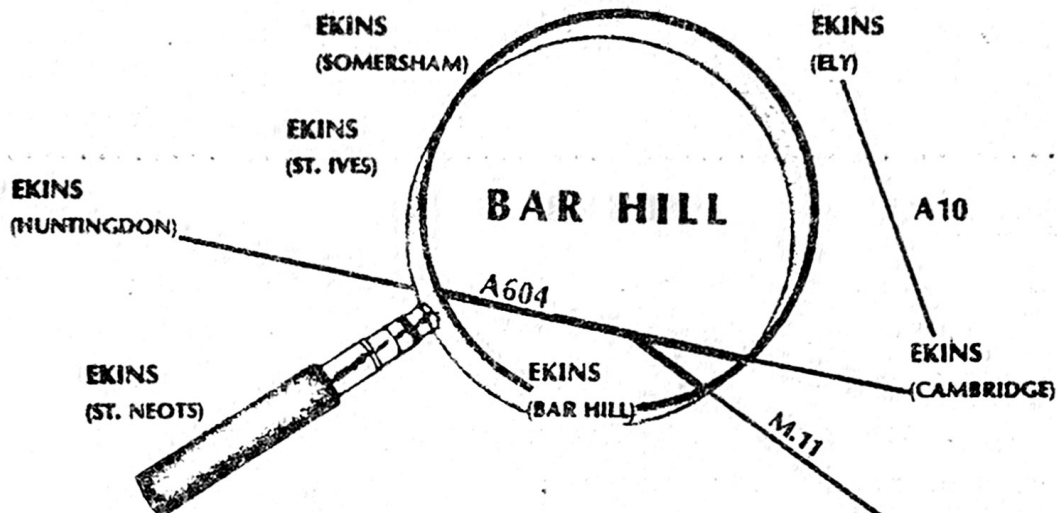 EKINS
(SOMERSHAM)
EKINS
(ELY)
EKINS
(ST. IVES)
EKINS
(HUNTINGDON)
BAR HILL
A10
A604
EKINS
(CAMBRIDGE)
EKINS
(BAR HILL)
EKINS
(ST. NEOTS)
M.11